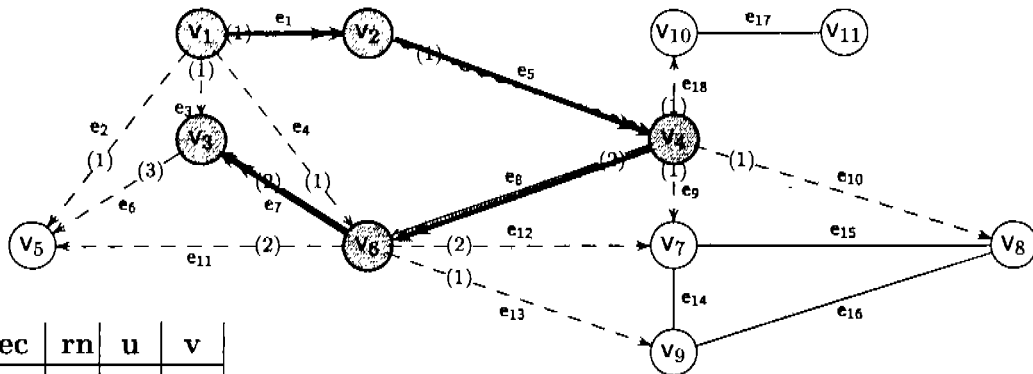 v₁ (1) e₁ v₂ v₁₀ e₁₇ v₁₁
(1) (1) e₅ e₁₈
e₂ e₃ e₄ (1)
(1) v₃ (3) (2) (1) e₈ (2) v₄ (1) (1)
e₆ e₇ e₉ e₁₀
v₅ (2) v₆ (2) e₁₂ v₇ e₁₅ v₈
e₁₁ (1) e₁₃ e₁₄ e₁₆
v₉
ec rn u v